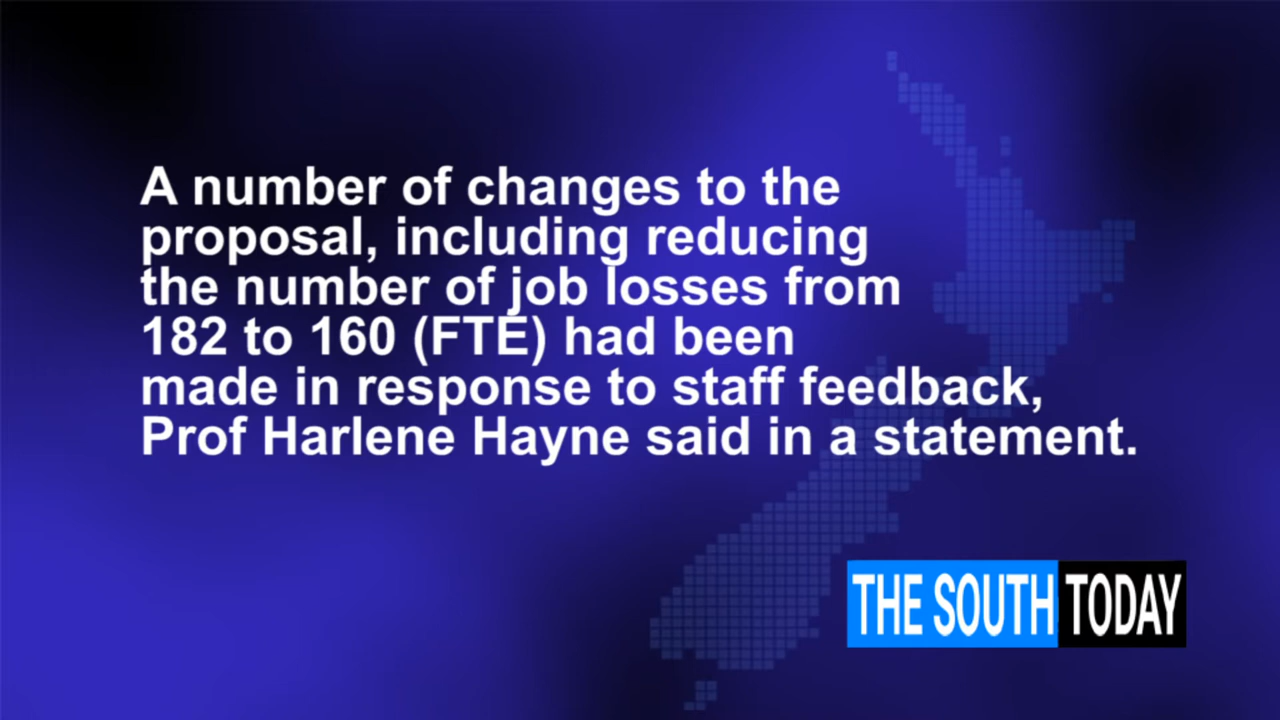 A number of changes to the
proposal, including reducing
the number of job losses from
182 to 160 (FTE) had been
made in response to staff feedback,
Prof Harlene Hayne said in a statement.
THE SOUTH TODAY